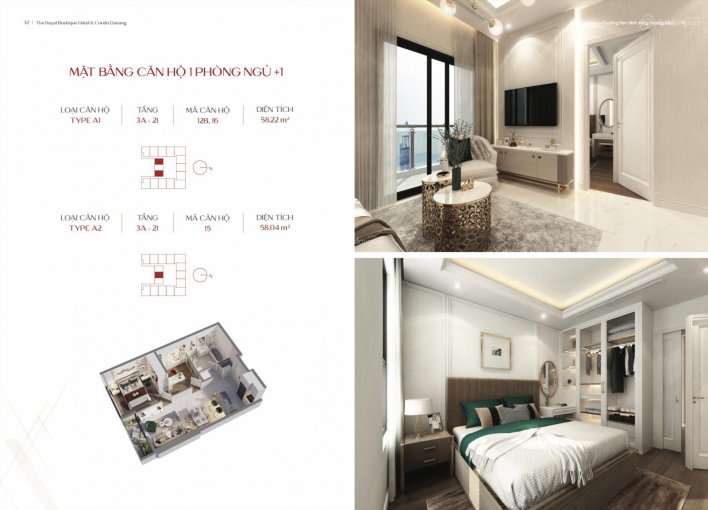 32 | The Royal Boutique Hotel & Condo Danang
MẶT BẰNG CĂN HỘ 1 PHÒNG NGỦ +1
LOẠI CĂN HỘ TẦNG MÃ CĂN HỘ DIỆN TÍCH
TYPE A1 3A - 21 12B, 16 58.22 m²
LOẠI CĂN HỘ TẦNG MÃ CĂN HỘ DIỆN TÍCH
TYPE A2 3A - 21 15 58.04 m²